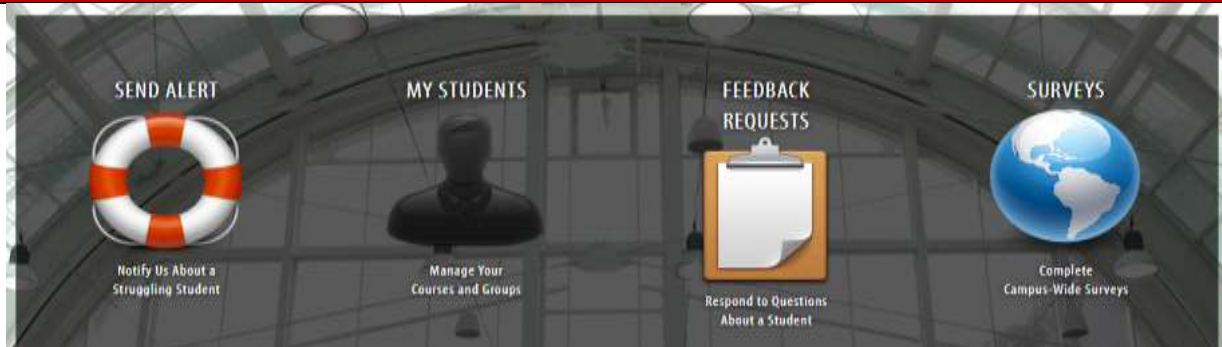 SEND ALERT
Notify Us About a
Struggling Student
MY STUDENTS
Manage Your
Courses and Groups
FEEDBACK
REQUESTS
Respond to Questions
About a Student
SURVEYS
Complete
Campus-Wide Surveys